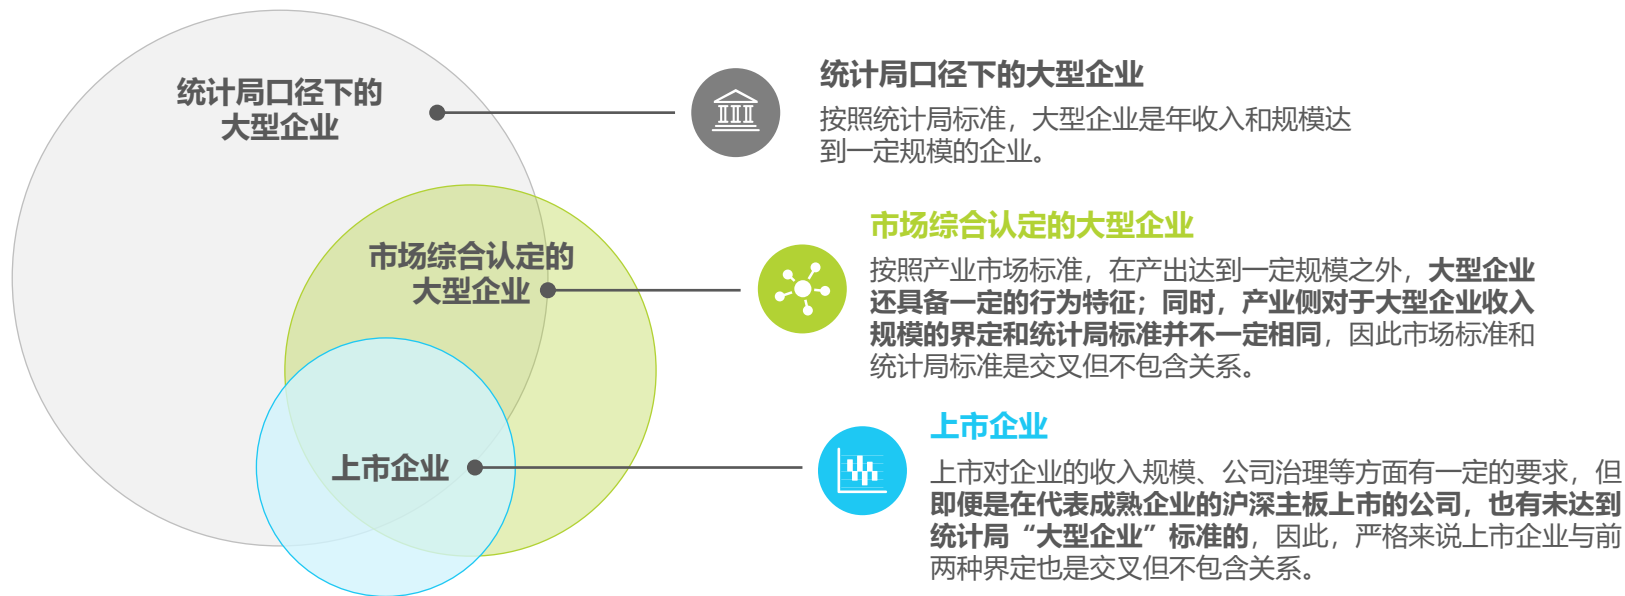 统计局口径下的
大型企业
市场综合认定的
大型企业
上市企业
统计局口径下的大型企业
按照统计局标准，大型企业是年收入和规模达
到一定规模的企业。
市场综合认定的大型企业
按照产业市场标准，在产出达到一定规模之外，大型企业
还具备一定的行为特征；同时，产业侧对于大型企业收入
规模的界定和统计局标准并不一定相同，因此市场标准和
统计局标准是交叉但不包含关系。
上市企业
上市对企业的收入规模、公司治理等方面有一定的要求，但
即便是在代表成熟企业的沪深主板上市的公司，也有未达到
统计局“大型企业”标准的，因此，严格来说上市企业与前
两种界定也是交叉但不包含关系。